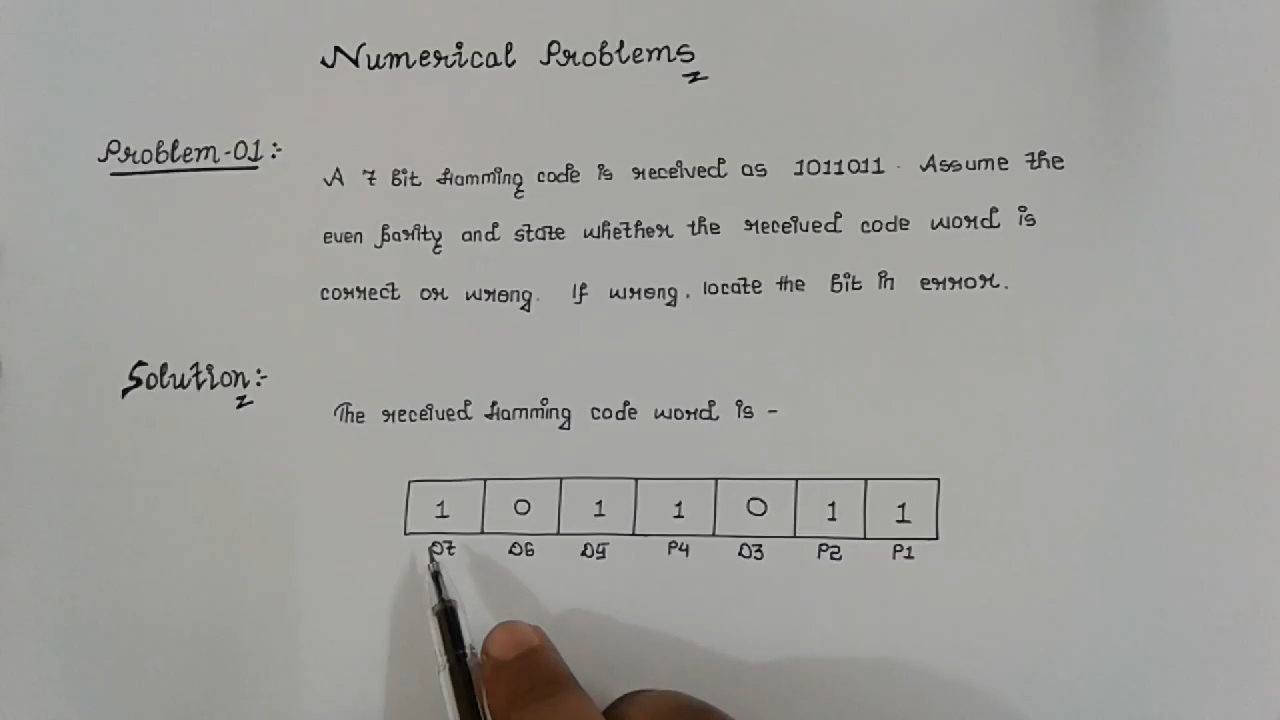 Numerical Problems
Problem-01:-
A 7 Bit Hamming code is received as 1011011. Assume the
even parity and state whether the received code word is
correct or wrong. If wrong, locate the Bit in error.
Solution:-
The received Hamming code word is -
1 0 1 1 0 1 1
D7 D6 D5 P4 D3 P2 P1